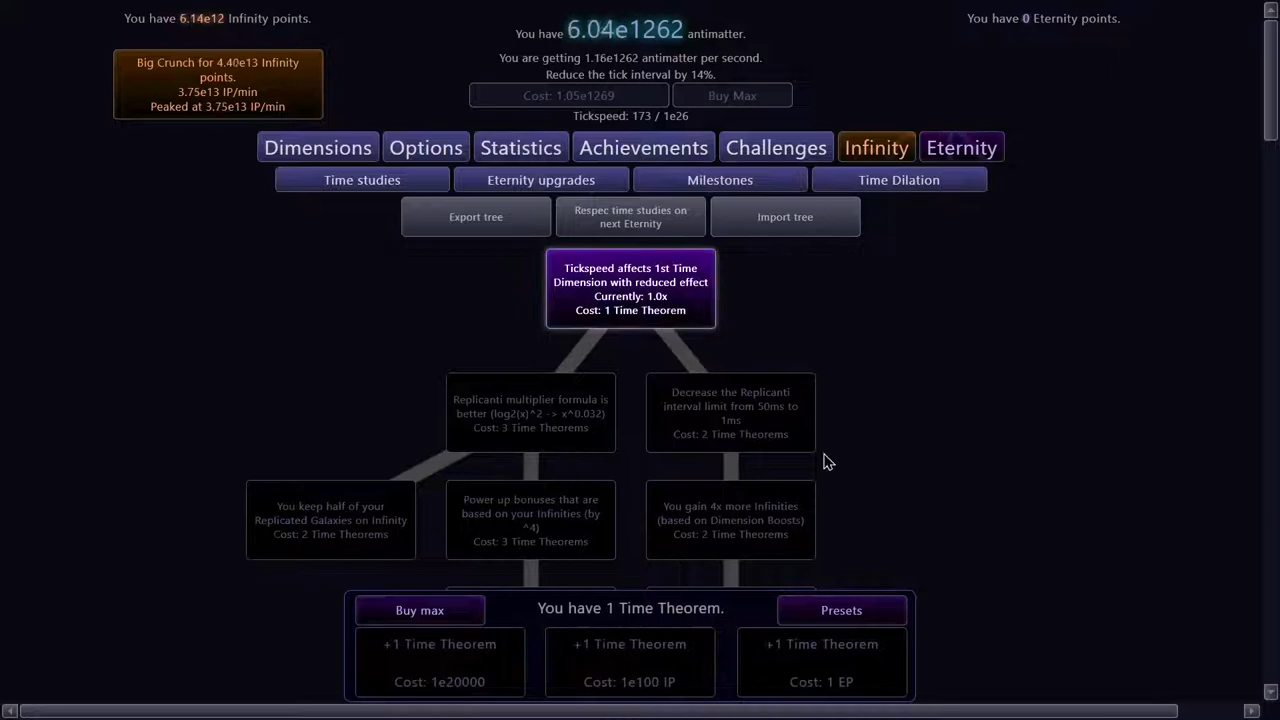 You have 6.14e12 Infinity points.
You have 6.04e1262 antimatter.
You have 0 Eternity points.
Big Crunch for 4.40e13 Infinity
points.
3.75e13 IP/min
Peaked at 3.75e13 IP/min
You are getting 1.16e1262 antimatter per second.
Reduce the tick interval by 14%.
Cost: 1.05e1269
Buy Max
Tickspeed: 173 / 1e26
Dimensions
Options
Statistics
Achievements
Challenges
Infinity
Eternity
Time studies
Eternity upgrades
Milestones
Time Dilation
Export tree
Respec time studies on
next Eternity
Import tree
Tickspeed affects 1st Time
Dimension with reduced effect
Currently: 1.0x
Cost: 1 Time Theorem
Replicanti multiplier formula is
better (log2(x)^2 -> x^0.032)
Cost: 3 Time Theorems
Decrease the Replicanti
interval limit from 50ms to
1ms
Cost: 2 Time Theorems
You keep half of your
Replicated Galaxies on Infinity
Cost: 2 Time Theorems
Power up bonuses that are
based on your Infinities (by
^4)
Cost: 3 Time Theorems
You gain 4x more Infinities
(based on Dimension Boosts)
Cost: 2 Time Theorems
Buy max
You have 1 Time Theorem.
Presets
+1 Time Theorem
Cost: 1e20000
+1 Time Theorem
Cost: 1e100 IP
+1 Time Theorem
Cost: 1 EP